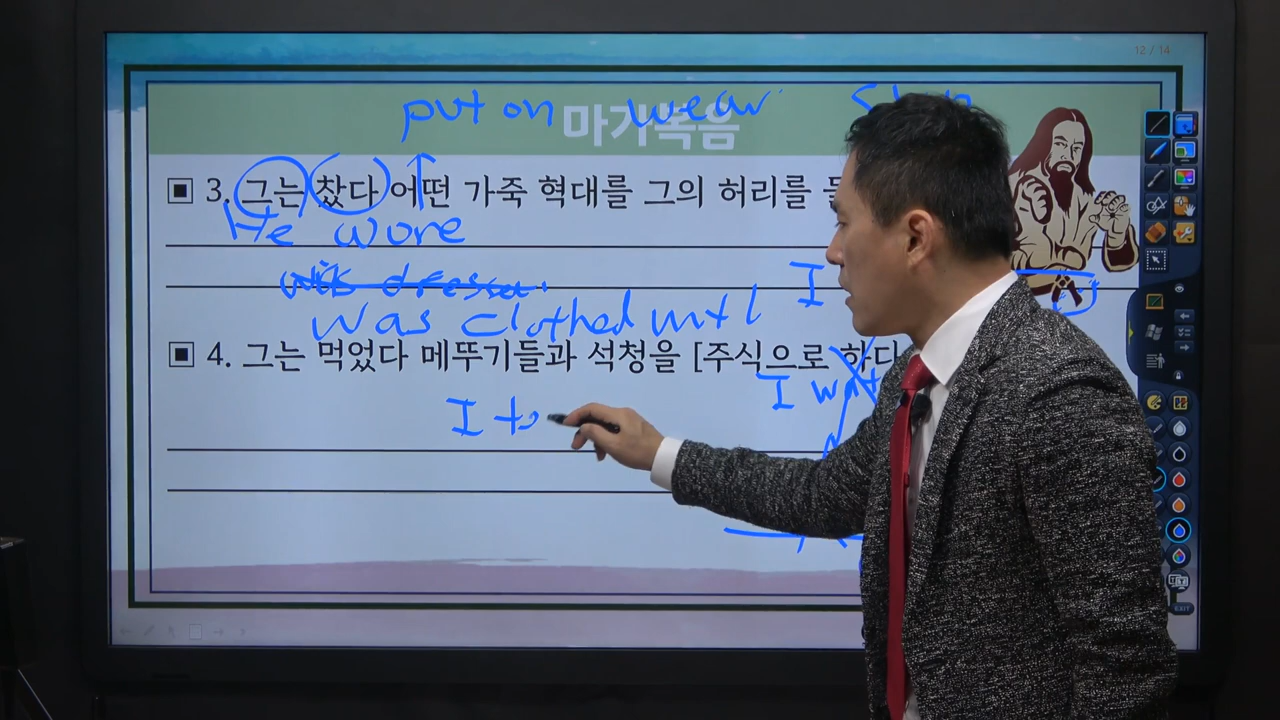 12 / 14
put on wear
마가복음
▣ 3. 그는 찼다 어떤 가죽 혁대를 그의 허리를
He wore
I
was clothed
▣ 4. 그는 먹었다 메뚜기들과 석청을 [주식으로 하다
I
I to
EXIT